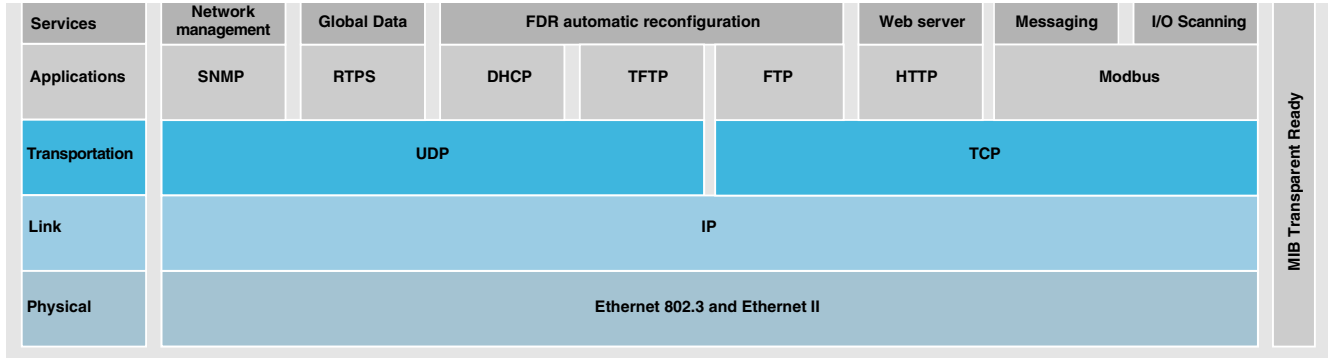 Services
Network
management
Global Data
FDR automatic reconfiguration
Web server
Messaging
I/O Scanning
Applications
SNMP
RTPS
DHCP
TFTP
FTP
HTTP
Modbus
Transportation
UDP
TCP
Link
IP
Physical
Ethernet 802.3 and Ethernet II
MIB Transparent Ready